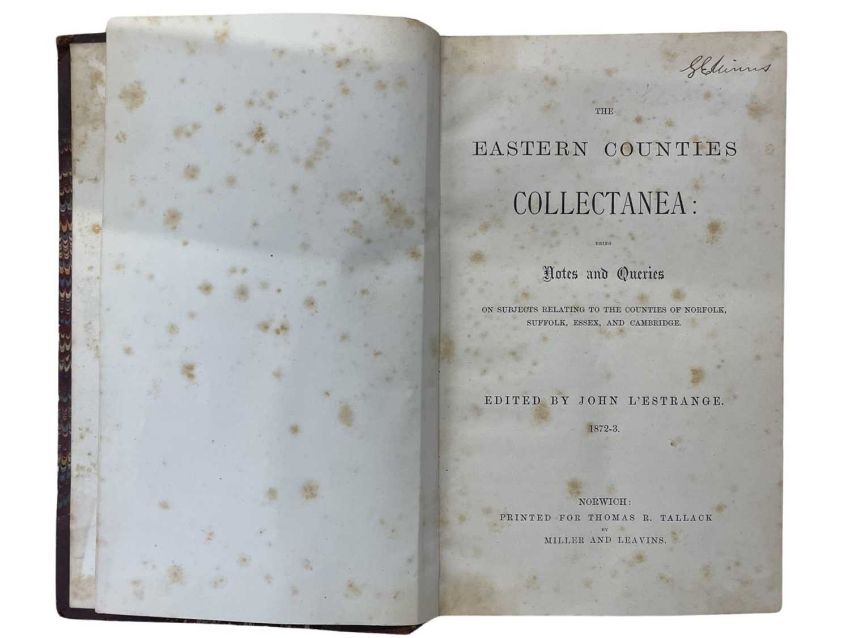 G E Minns
THE
EASTERN COUNTIES
COLLECTANEA:
BEING
Notes and Queries
ON SUBJECTS RELATING TO THE COUNTIES OF NORFOLK,
SUFFOLK, ESSEX, AND CAMBRIDGE.
EDITED BY JOHN L'ESTRANGE.
1872-3.
NORWICH:
PRINTED FOR THOMAS R. TALLACK
BY
MILLER AND LEAVINS.